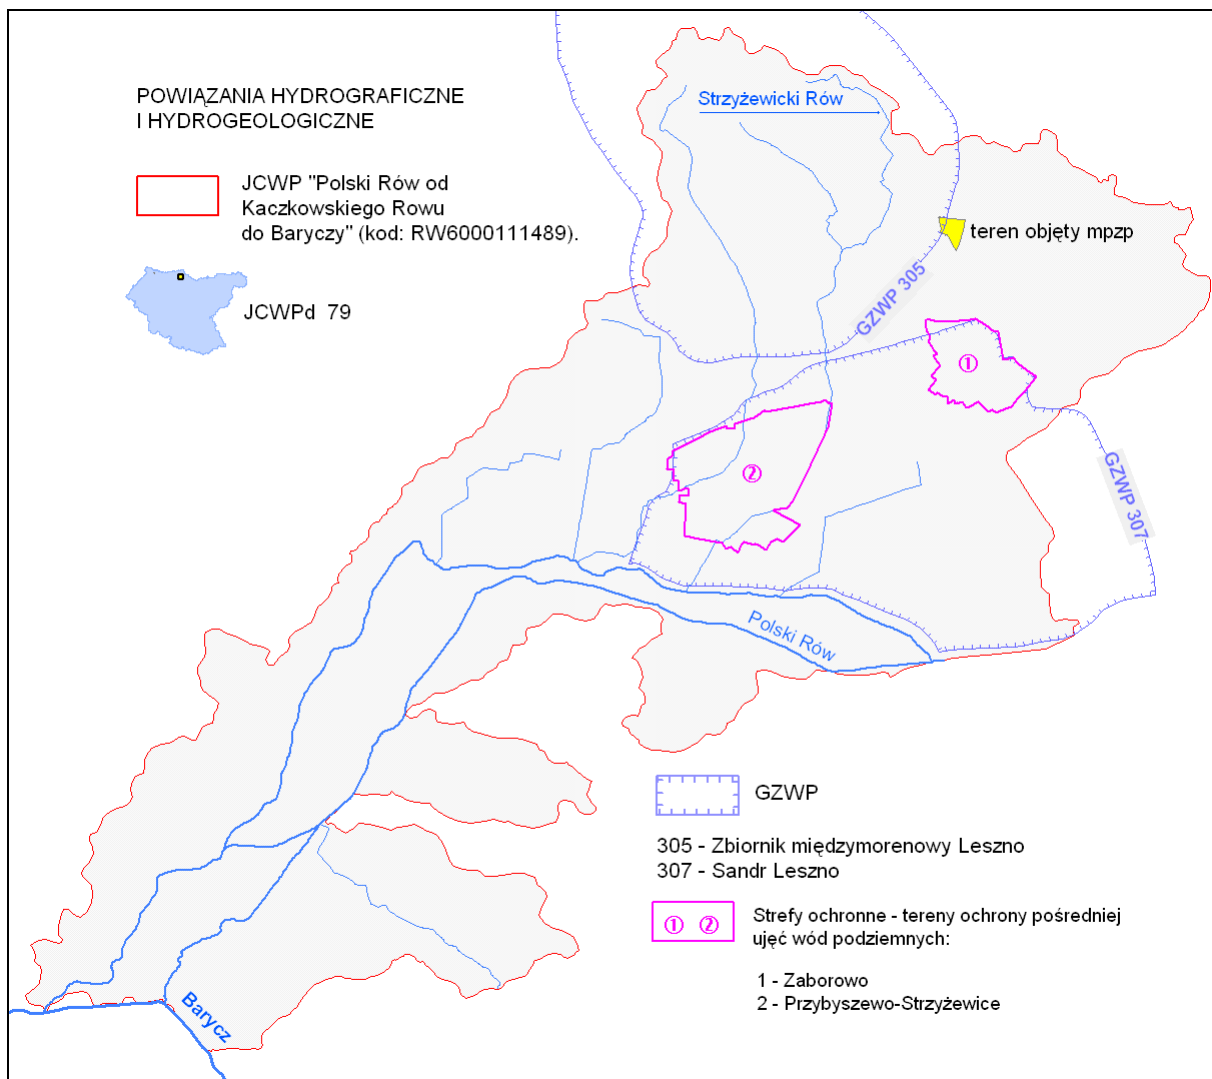 POWIĄZANIA HYDROGRAFICZNE
I HYDROGEOLOGICZNE
JCWP "Polski Rów od
Kaczkowskiego Rowu
do Baryczy" (kod: RW6000111489).
JCWPd 79
Strzyżewicki Rów
teren objęty mpzp
GZWP 305
①
②
GZWP 307
Polski Rów
Barycz
GZWP
305 - Zbiornik międzymorenowy Leszno
307 - Sandr Leszno
① ② Strefy ochronne - tereny ochrony pośredniej
ujęć wód podziemnych:
1 - Zaborowo
2 - Przybyszewo-Strzyżewice